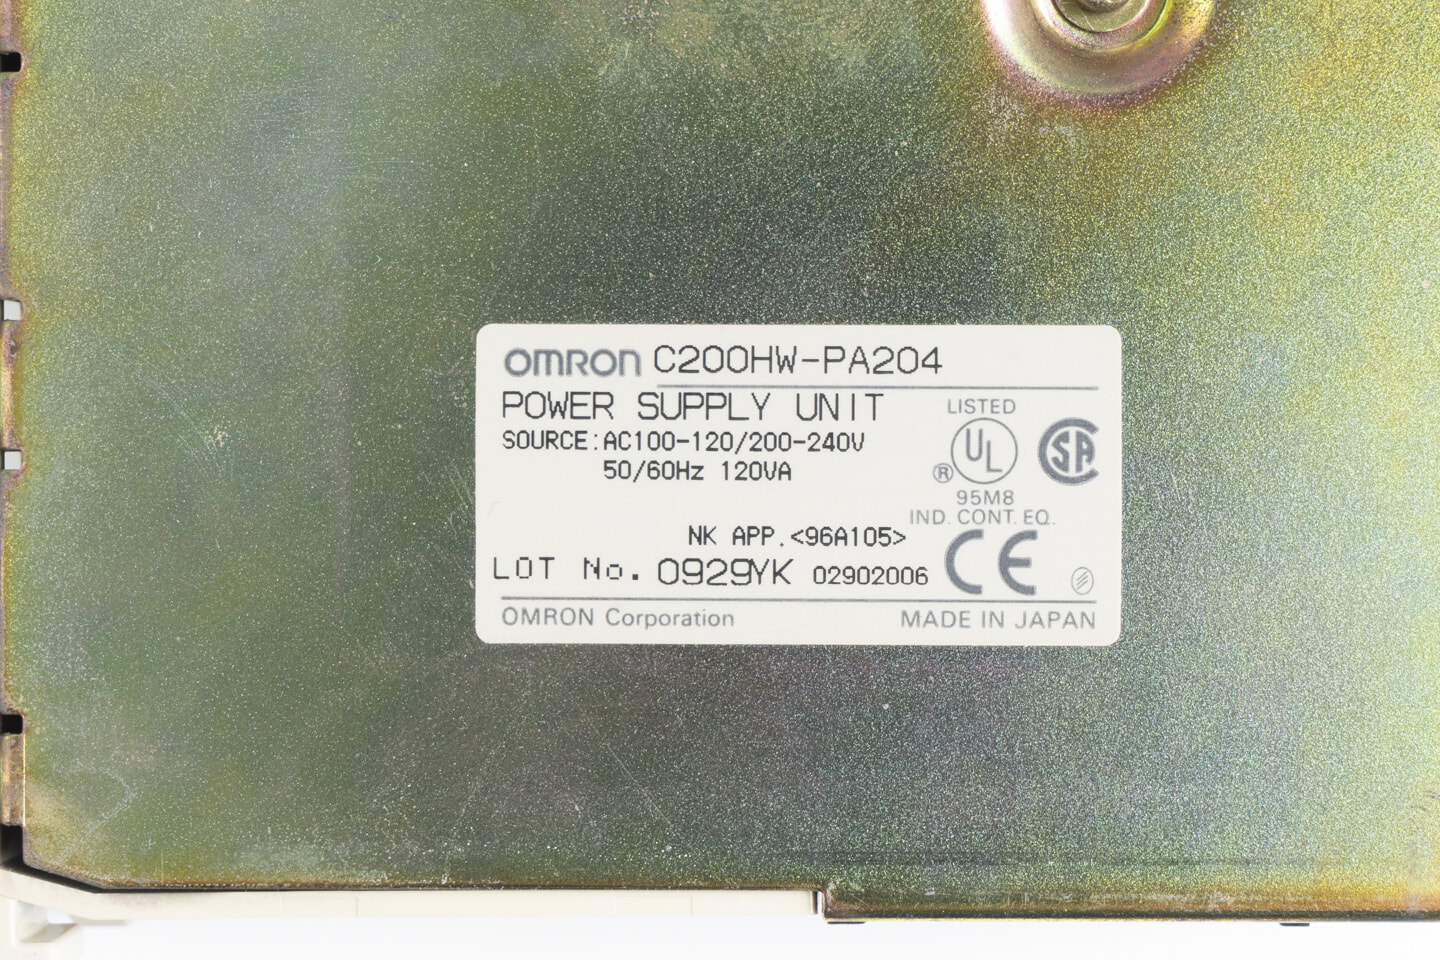 OMRON C200HW-PA204
POWER SUPPLY UNIT
SOURCE:AC100-120/200-240V
50/60Hz 120VA
LISTED
UL
®
SA
95M8
IND. CONT. EQ.
NK APP.<96A105>
LOT No. 0929YK 02902006
CE
OMRON Corporation
MADE IN JAPAN